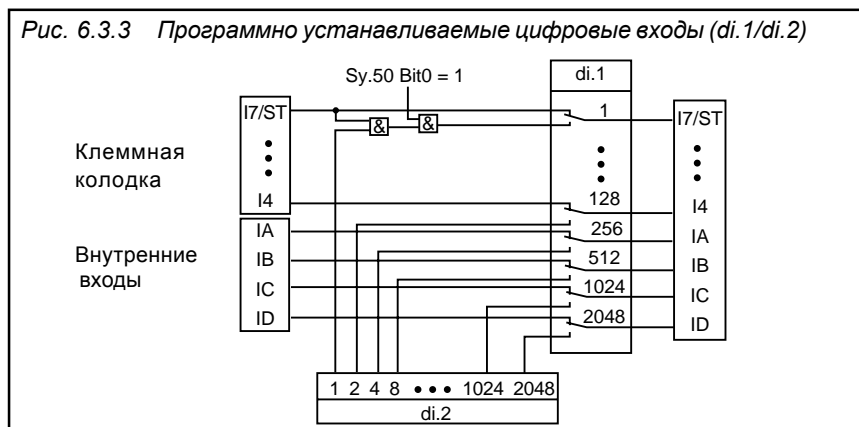 Рис. 6.3.3 Программно устанавливаемые цифровые входы (di.1/di.2)
Sy.50 Bit0 = 1
di.1
I7/ST
&
&
1
I7/ST
Клеммная
колодка
I4
128
I4
IA
256
IA
Внутренние
входы
IB
512
IB
IC
1024
IC
ID
2048
ID
1 2 4 8 ••• 1024 2048
di.2